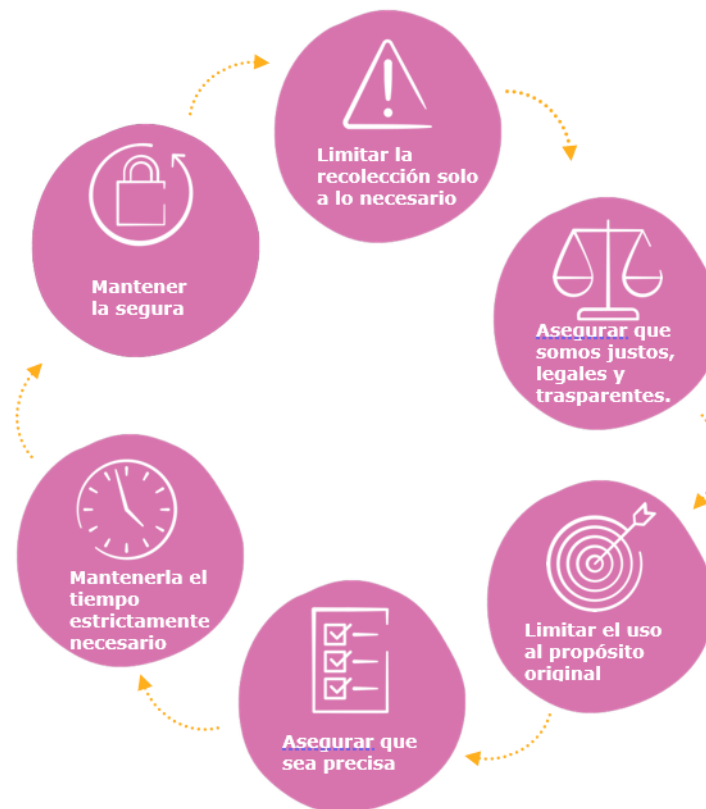 Limitar la
recolección solo
a lo necesario
Asegurar que
somos justos,
legales y
trasparentes.
Limitar el uso
al propósito
original
Asegurar que
sea precisa
Mantenerla el
tiempo
estrictamente
necesario
Mantener
la segura